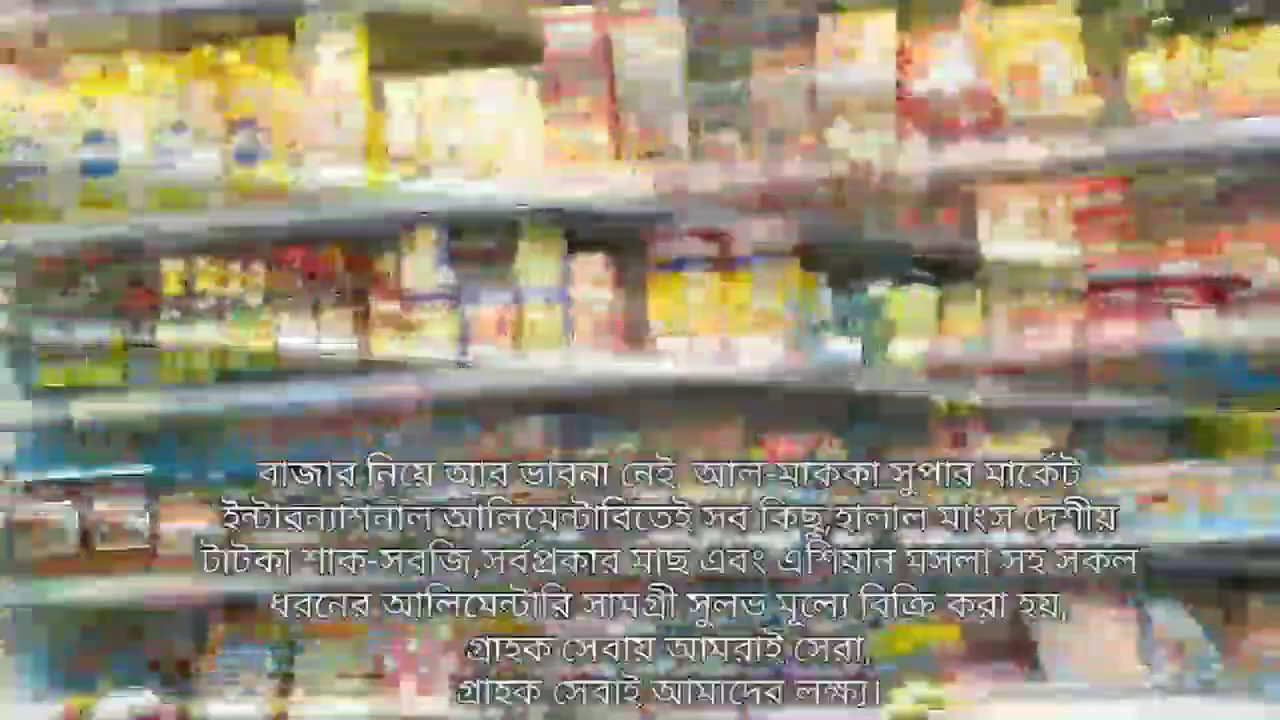 বাজার নিয়ে আর ভাবনা নেই আল-মাককা সুপার মার্কেট
ইন্টারন্যাশনাল আলিমেন্টারিতেই সব কিছু,হালাল মাংস দেশীয়
টাটকা শাক-সবজি,সর্বপ্রকার মাছ এবং এশিয়ান মসলা সহ সকল
ধরনের আলিমেন্টারি সামগ্রী সুলভ মূল্যে বিক্রি করা হয়,
গ্রাহক সেবায় আমরাই সেরা,
গ্রাহক সেবাই আমাদের লক্ষ্য।